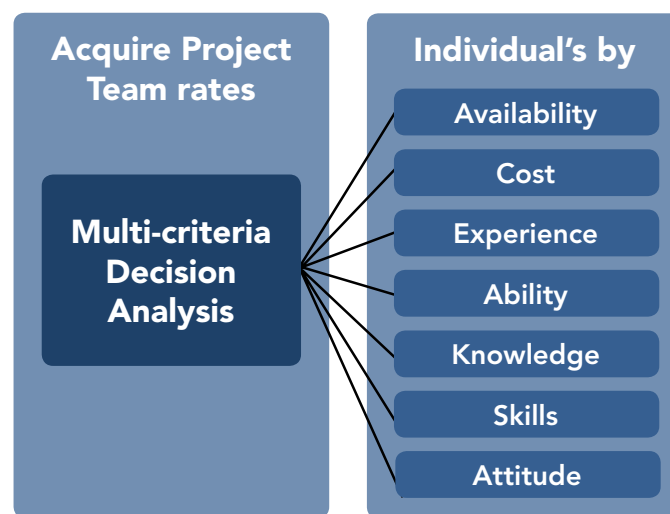 Acquire Project
Team rates
Multi-criteria
Decision
Analysis
Individual’s by
Availability
Cost
Experience
Ability
Knowledge
Skills
Attitude